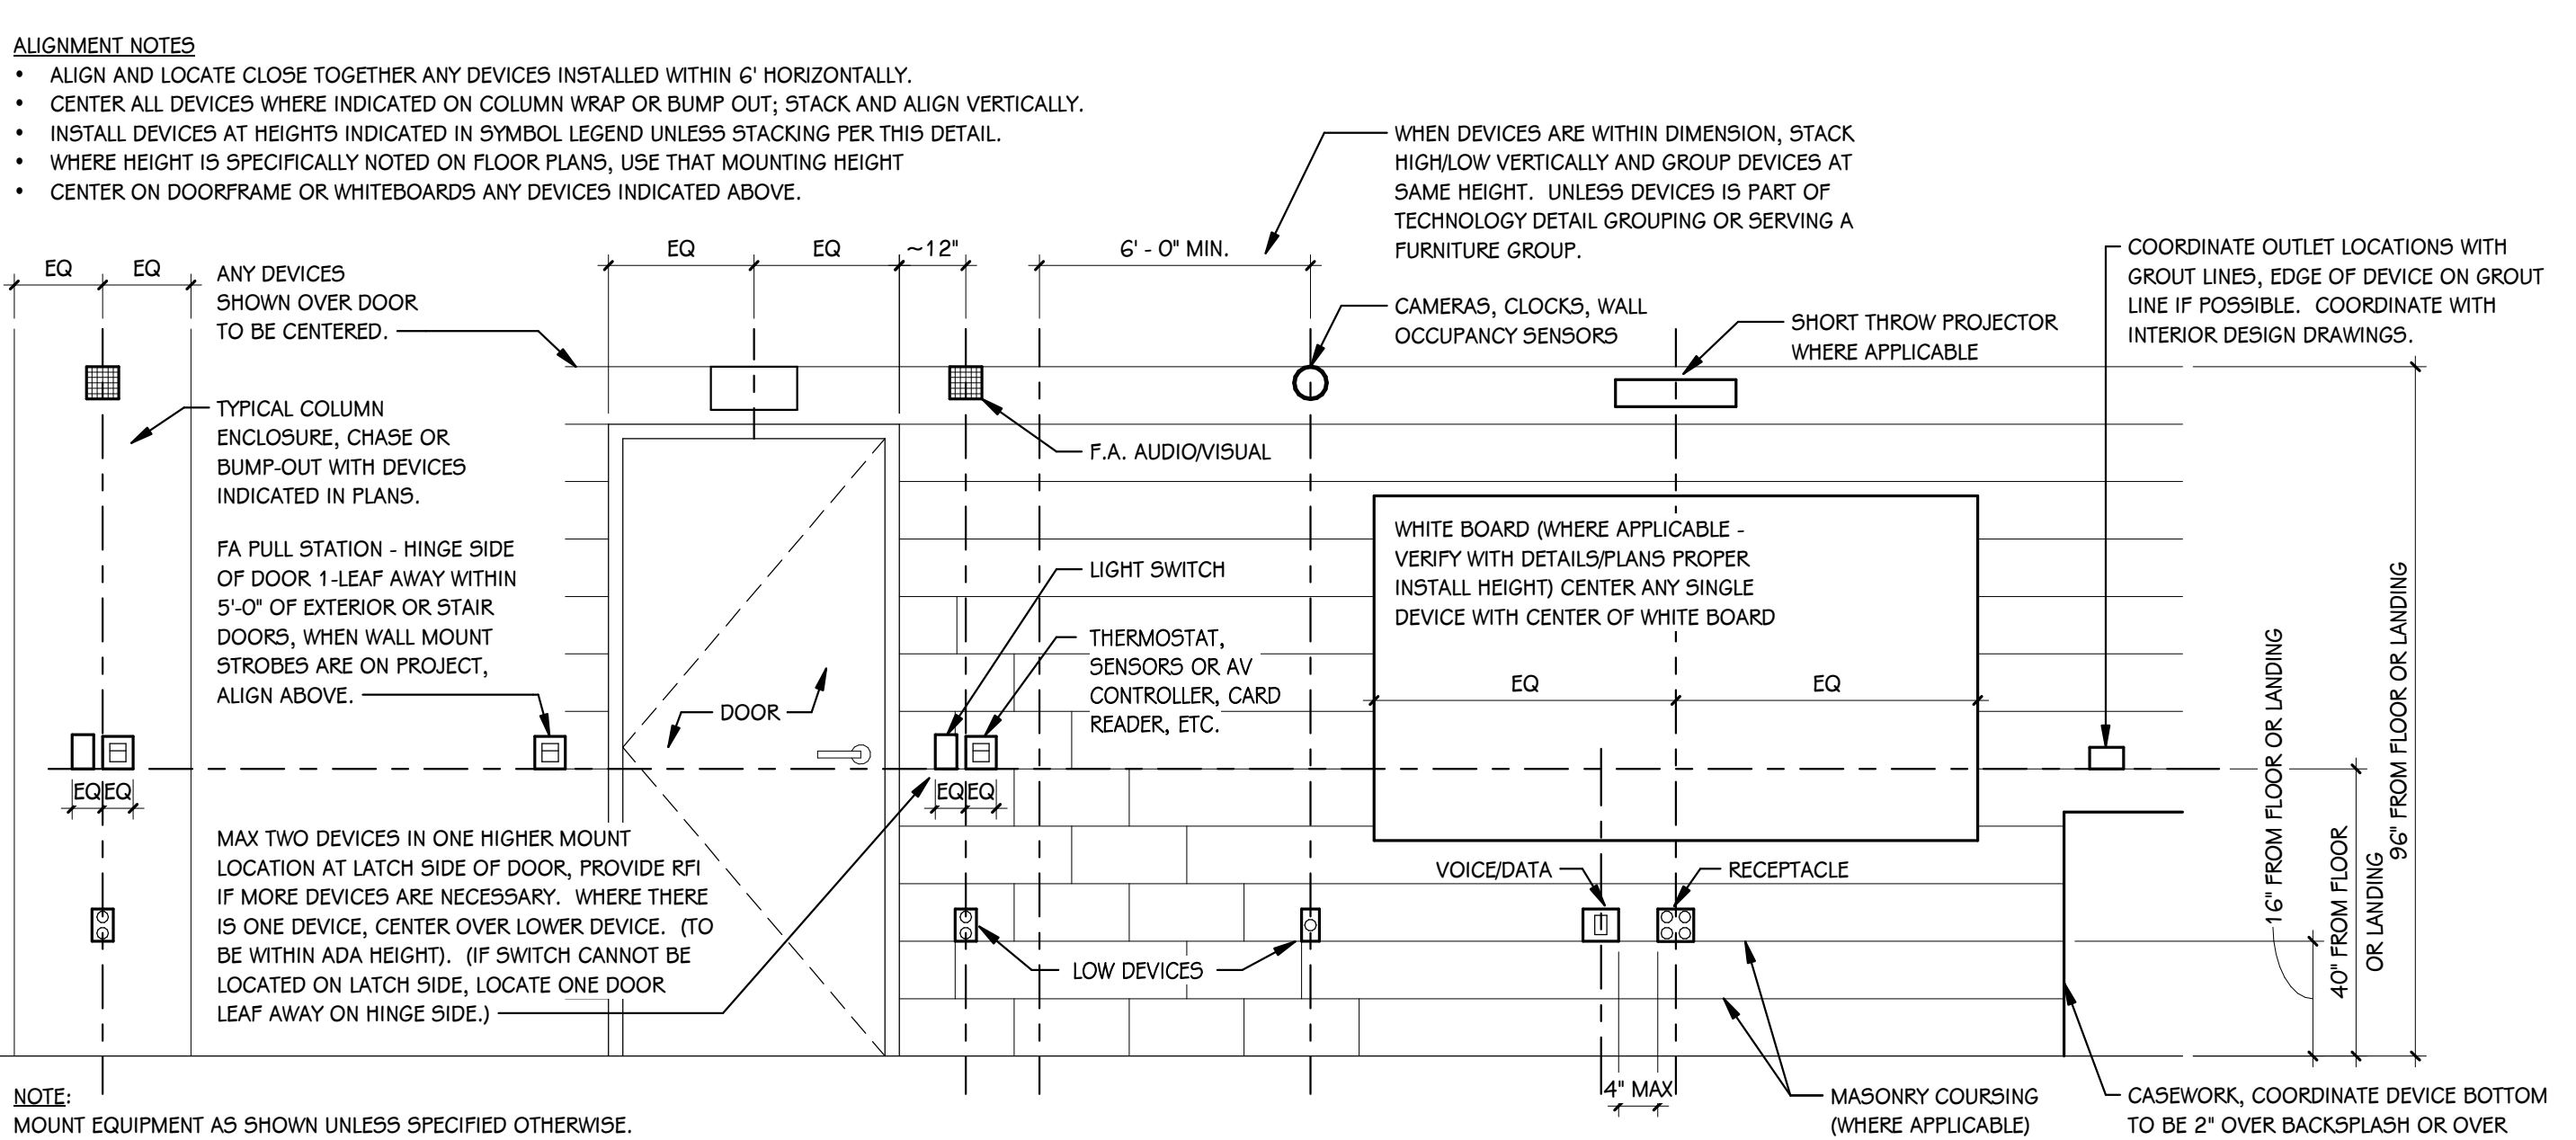 ALIGNMENT NOTES
• ALIGN AND LOCATE CLOSE TOGETHER ANY DEVICES INSTALLED WITHIN 6' HORIZONTALLY.
• CENTER ALL DEVICES WHERE INDICATED ON COLUMN WRAP OR BUMP OUT; STACK AND ALIGN VERTICALLY.
• INSTALL DEVICES AT HEIGHTS INDICATED IN SYMBOL LEGEND UNLESS STACKING PER THIS DETAIL.
• WHERE HEIGHT IS SPECIFICALLY NOTED ON FLOOR PLANS, USE THAT MOUNTING HEIGHT
• CENTER ON DOORFRAME OR WHITEBOARDS ANY DEVICES INDICATED ABOVE.
WHEN DEVICES ARE WITHIN DIMENSION, STACK
HIGH/LOW VERTICALLY AND GROUP DEVICES AT
SAME HEIGHT. UNLESS DEVICES IS PART OF
TECHNOLOGY DETAIL GROUPING OR SERVING A
FURNITURE GROUP.
EQ
EQ
ANY DEVICES
SHOWN OVER DOOR
TO BE CENTERED.
EQ
EQ
~12"
6' - 0" MIN.
CAMERAS, CLOCKS, WALL
OCCUPANCY SENSORS
SHORT THROW PROJECTOR
WHERE APPLICABLE
COORDINATE OUTLET LOCATIONS WITH
GROUT LINES, EDGE OF DEVICE ON GROUT
LINE IF POSSIBLE. COORDINATE WITH
INTERIOR DESIGN DRAWINGS.
TYPICAL COLUMN
ENCLOSURE, CHASE OR
BUMP-OUT WITH DEVICES
INDICATED IN PLANS.
F.A. AUDIO/VISUAL
FA PULL STATION - HINGE SIDE
OF DOOR 1-LEAF AWAY WITHIN
5'-0" OF EXTERIOR OR STAIR
DOORS, WHEN WALL MOUNT
STROBES ARE ON PROJECT,
ALIGN ABOVE.
DOOR
LIGHT SWITCH
THERMOSTAT,
SENSORS OR AV
CONTROLLER, CARD
READER, ETC.
WHITE BOARD (WHERE APPLICABLE -
VERIFY WITH DETAILS/PLANS PROPER
INSTALL HEIGHT) CENTER ANY SINGLE
DEVICE WITH CENTER OF WHITE BOARD
EQ
EQ
EQ
EQ
EQ
EQ
MAX TWO DEVICES IN ONE HIGHER MOUNT
LOCATION AT LATCH SIDE OF DOOR, PROVIDE RFI
IF MORE DEVICES ARE NECESSARY. WHERE THERE
IS ONE DEVICE, CENTER OVER LOWER DEVICE. (TO
BE WITHIN ADA HEIGHT). (IF SWITCH CANNOT BE
LOCATED ON LATCH SIDE, LOCATE ONE DOOR
LEAF AWAY ON HINGE SIDE.)
LOW DEVICES
VOICE/DATA
RECEPTACLE
16" FROM FLOOR OR LANDING
40" FROM FLOOR
OR LANDING
96" FROM FLOOR OR LANDING
4" MAX
MASONRY COURSING
(WHERE APPLICABLE)
CASEWORK, COORDINATE DEVICE BOTTOM
TO BE 2" OVER BACKSPLASH OR OVER
NOTE:
MOUNT EQUIPMENT AS SHOWN UNLESS SPECIFIED OTHERWISE.